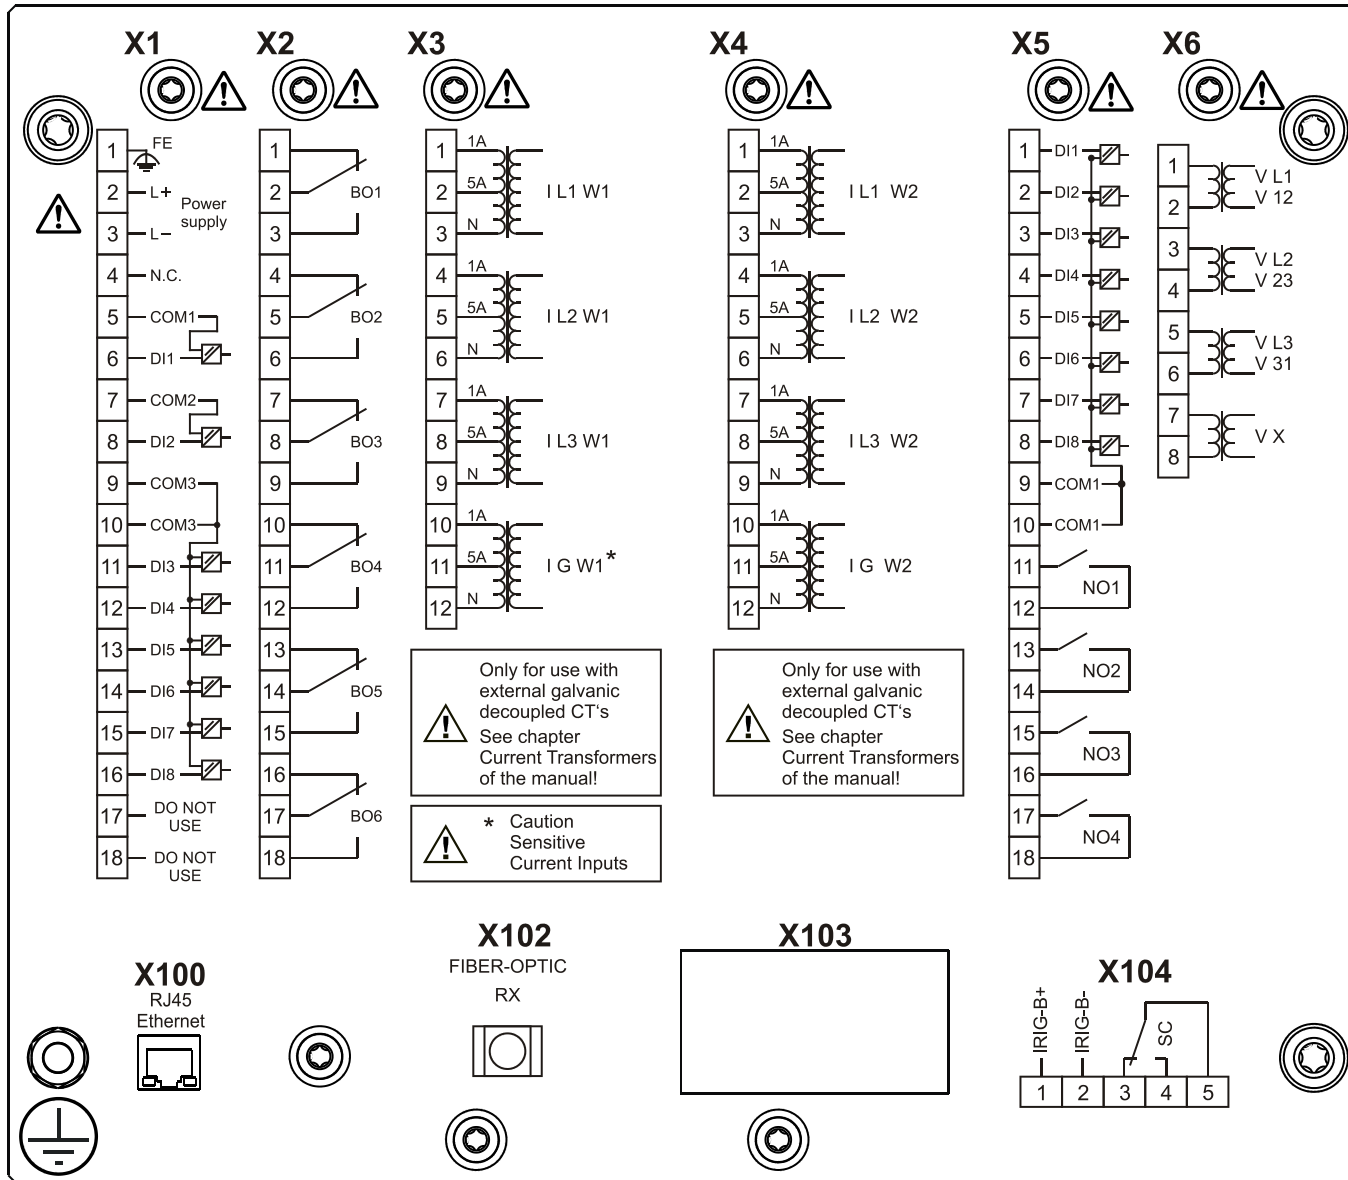 X1
1 FE
2 L+
Power
supply
3 L–
4 N.C.
5 COM1
6 DI1
7 COM2
8 DI2
9 COM3
10 COM3
11 DI3
12 DI4
13 DI5
14 DI6
15 DI7
16 DI8
17 DO NOT
USE
18 DO NOT
USE
X2
1
2 BO1
3
4
5 BO2
6
7
8 BO3
9
10
11 BO4
12
13
14 BO5
15
16
17 BO6
18
X3
1 1A
2 5A I L1 W1
3 N
4 1A
5 5A I L2 W1
6 N
7 1A
8 5A I L3 W1
9 N
10 1A
11 5A I G W1*
12 N
Only for use with
external galvanic
decoupled CT‘s
See chapter
Current Transformers
of the manual!
* Caution
Sensitive
Current Inputs
X4
1 1A
2 5A I L1 W2
3 N
4 1A
5 5A I L2 W2
6 N
7 1A
8 5A I L3 W2
9 N
10 1A
11 5A I G W2
12 N
Only for use with
external galvanic
decoupled CT‘s
See chapter
Current Transformers
of the manual!
X5
1 DI1
2 DI2
3 DI3
4 DI4
5 DI5
6 DI6
7 DI7
8 DI8
9 COM1
10 COM1
11
NO1
12
13
NO2
14
15
NO3
16
17
NO4
18
X6
1 V L1
2 V 12
3 V L2
4 V 23
5 V L3
6 V 31
7
V X
8
X100
RJ45
Ethernet
X102
FIBER-OPTIC
RX
X103
X104
IRIG-B+
IRIG-B-
SC
1 2 3 4 5